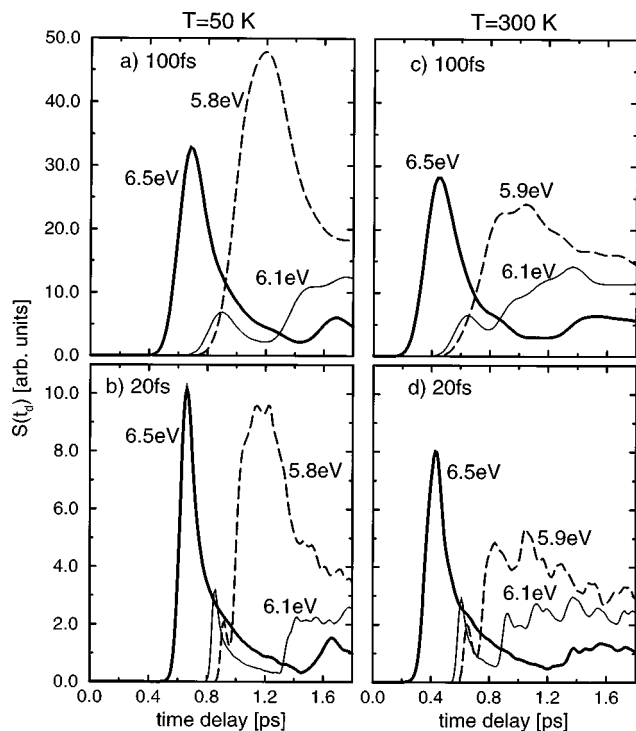 T=50 K
T=300 K
S(t_d) [arb. units]
50.0
40.0
30.0
20.0
10.0
0.0
a) 100fs
5.8eV
6.5eV
6.1eV
c) 100fs
6.5eV
5.9eV
6.1eV
10.0
8.0
6.0
4.0
2.0
0.0
b) 20fs
6.5eV
5.8eV
6.1eV
d) 20fs
6.5eV
5.9eV
6.1eV
0.0 0.4 0.8 1.2 1.6
0.0 0.4 0.8 1.2 1.6
time delay [ps]
time delay [ps]